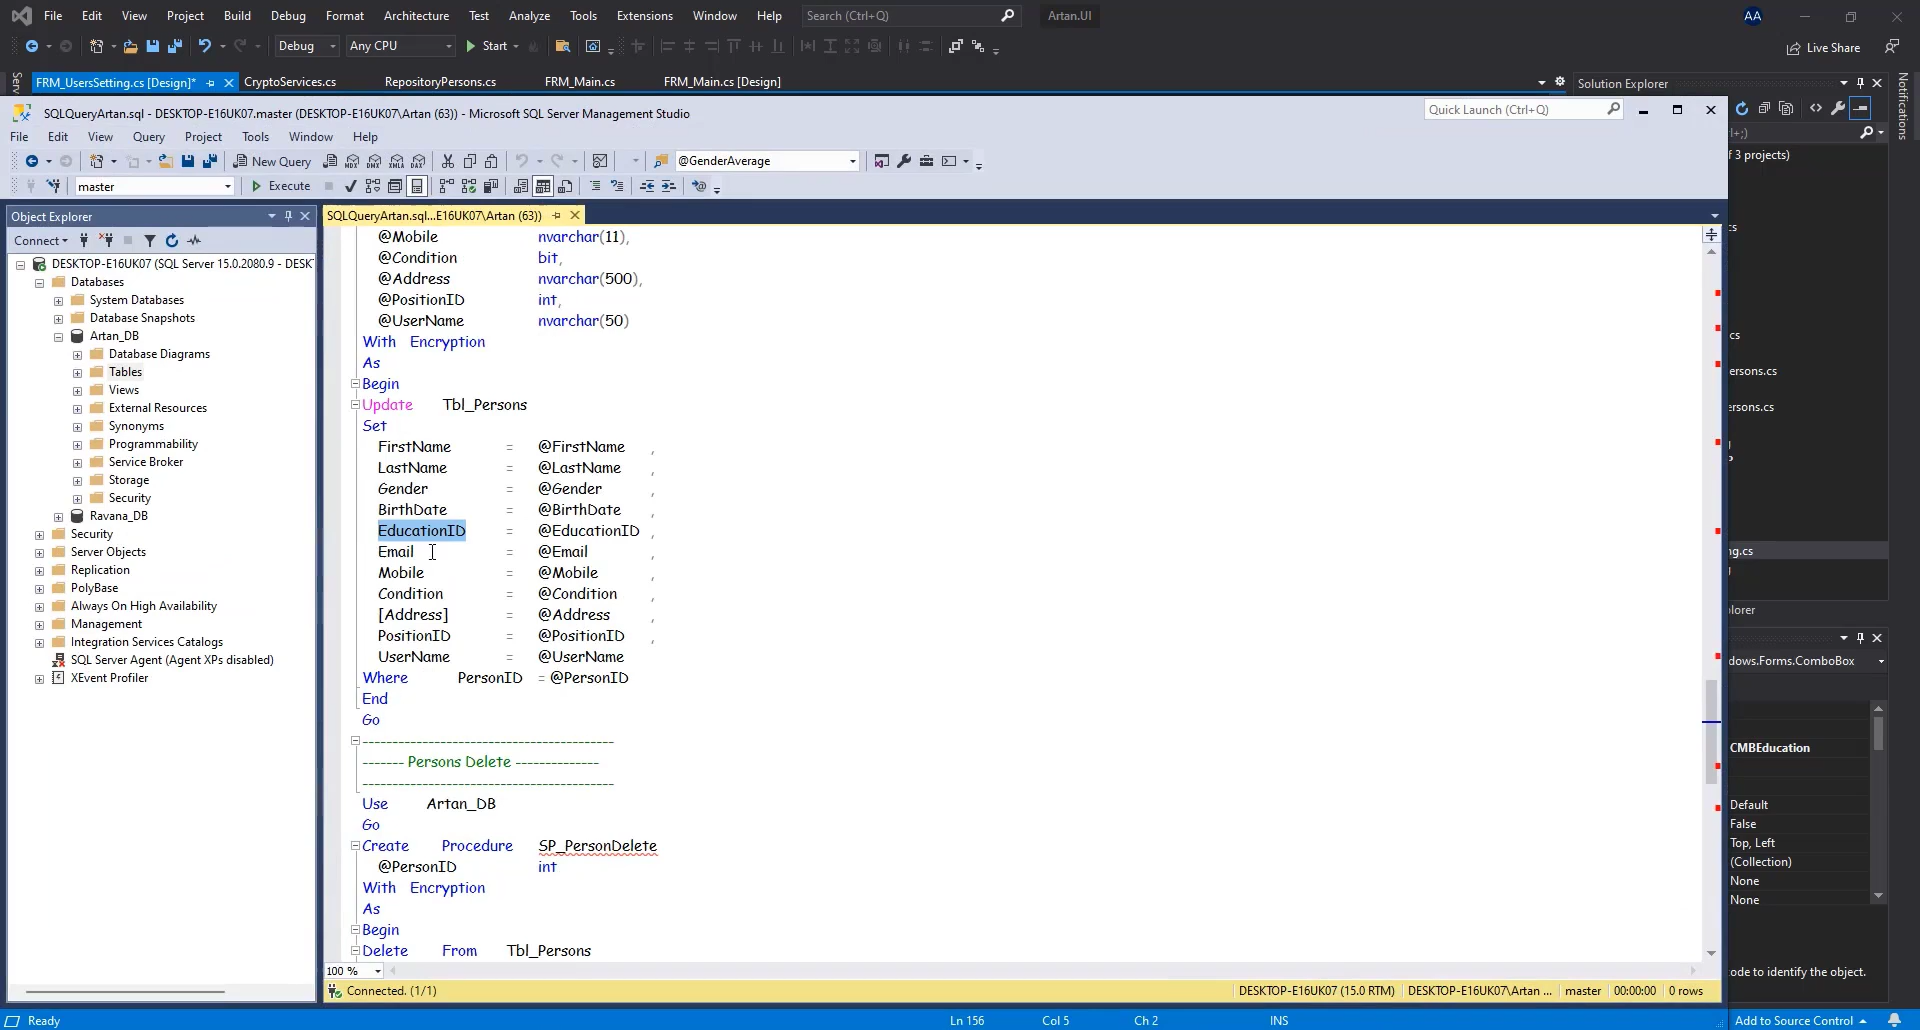 File Edit View Project Build Debug Format Architecture Test Analyze Tools Extensions Window Help Search (Ctrl+Q) Artan.UI AA
Debug Any CPU Start Live Share
FRM_UsersSetting.cs [Design]* CryptoServices.cs RepositoryPersons.cs FRM_Main.cs FRM_Main.cs [Design] Solution Explorer
Notifications
SQLQueryArtan.sql - DESKTOP-E16UK07.master (DESKTOP-E16UK07\Artan (63)) - Microsoft SQL Server Management Studio Quick Launch (Ctrl+Q)
File Edit View Query Project Tools Window Help
New Query @GenderAverage
master Execute
Object Explorer
Connect
DESKTOP-E16UK07 (SQL Server 15.0.2080.9 - DESKT
Databases
System Databases
Database Snapshots
Artan_DB
Database Diagrams
Tables
Views
External Resources
Synonyms
Programmability
Service Broker
Storage
Security
Ravana_DB
Security
Server Objects
Replication
PolyBase
Always On High Availability
Management
Integration Services Catalogs
SQL Server Agent (Agent XPs disabled)
XEvent Profiler
SQLQueryArtan.sql...E16UK07\Artan (63))
@Mobile nvarchar(11),
@Condition bit,
@Address nvarchar(500),
@PositionID int,
@UserName nvarchar(50)
With Encryption
As
Begin
Update Tbl_Persons
Set
FirstName = @FirstName ,
LastName = @LastName ,
Gender = @Gender ,
BirthDate = @BirthDate ,
EducationID = @EducationID ,
Email = @Email ,
Mobile = @Mobile ,
Condition = @Condition ,
[Address] = @Address ,
PositionID = @PositionID ,
UserName = @UserName
Where PersonID = @PersonID
End
Go
------------------------------------------
------- Persons Delete --------------
------------------------------------------
Use Artan_DB
Go
Create Procedure SP_PersonDelete
@PersonID int
With Encryption
As
Begin
Delete From Tbl_Persons
100 %
Connected. (1/1) DESKTOP-E16UK07 (15.0 RTM) DESKTOP-E16UK07\Artan ... master 00:00:00 0 rows
+;)
f 3 projects)
cs
ersons.cs
ersons.cs
ng.cs
plorer
dows.Forms.ComboBox
CMBEducation
Default
False
Top, Left
(Collection)
None
None
ode to identify the object.
Ready Ln 156 Col 5 Ch 2 INS Add to Source Control